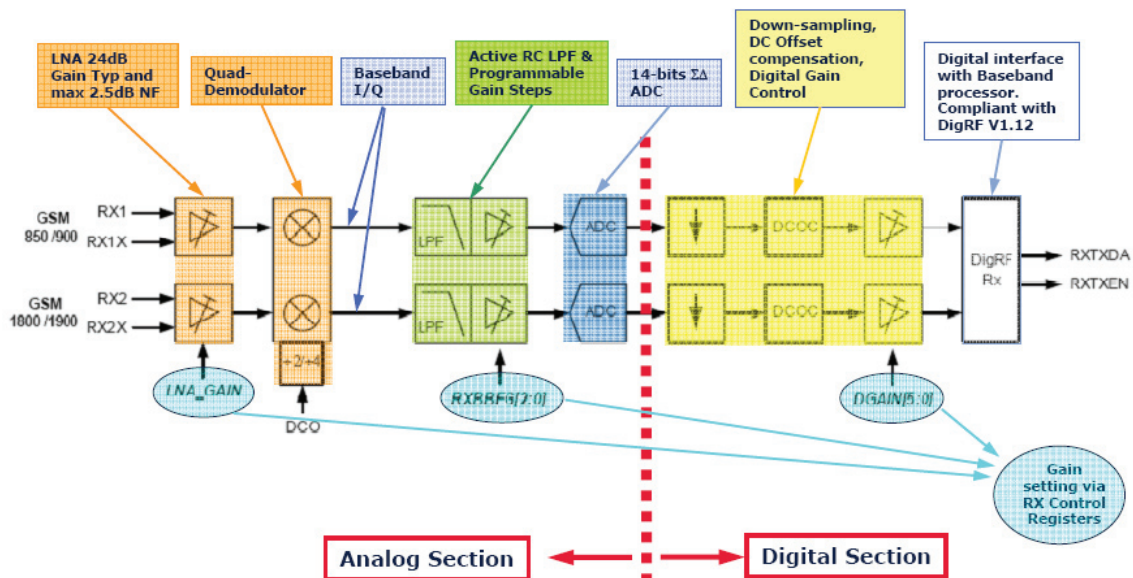 LNA 24dB
Gain Typ and
max 2.5dB NF
Quad-
Demodulator
Baseband
I/Q
Active RC LPF &
Programmable
Gain Steps
14-bits ΣΔ
ADC
Down-sampling,
DC Offset
compensation,
Digital Gain
Control
Digital interface
with Baseband
processor.
Compliant with
DigRF V1.12
GSM
850 /900
RX1
RX1X
LPF
ADC
DCOC
GSM
1800 /1900
RX2
RX2X
LPF
ADC
DCOC
DigRF
Rx
RXTXDA
RXTXEN
÷2/÷4
DCO
LNA_GAIN
DGAIN[5:0]
Gain
setting via
RX Control
Registers
Analog Section
Digital Section